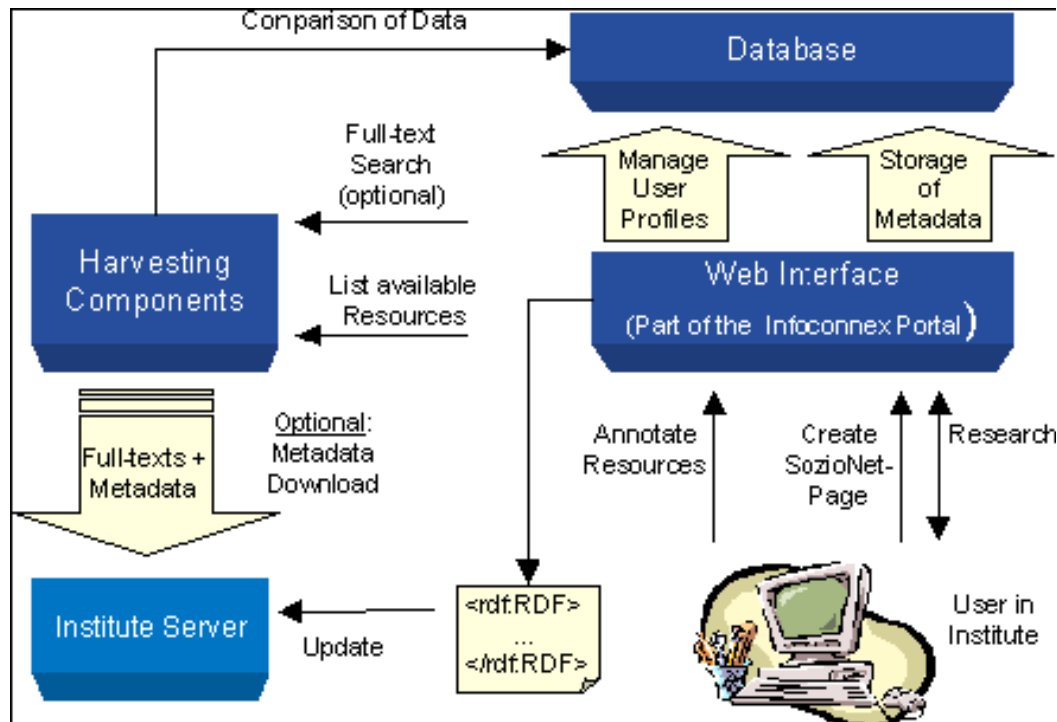 Comparison of Data
Database
Full-text
Search
(optional)
Manage
User
Profiles
Storage
of
Metadata
Harvesting
Components
List available
Resources
Web Interface
(Part of the Infoconnex Portal)
Optional:
Metadata
Download
Full-texts +
Metadata
Annotate
Resources
Create
SozioNet-
Page
Research
Institute Server
Update
<rdf:RDF>
...
</rdf:RDF>
User in
Institute